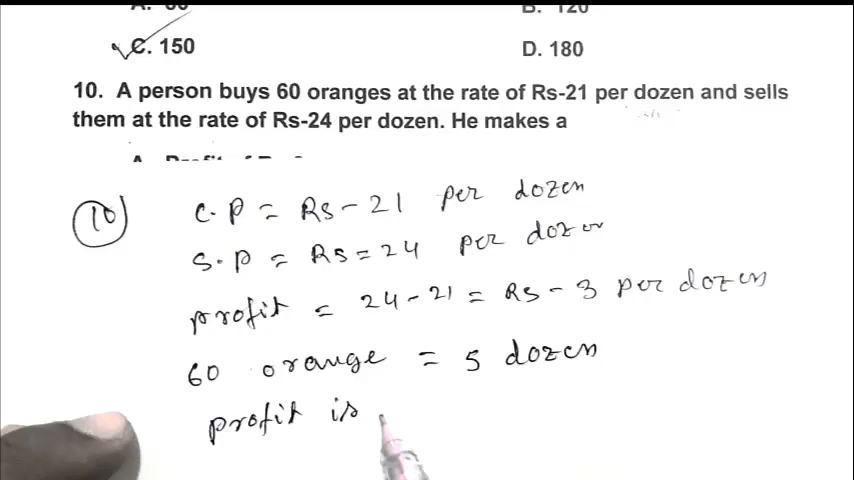 C. 150
D. 180
10. A person buys 60 oranges at the rate of Rs-21 per dozen and sells
them at the rate of Rs-24 per dozen. He makes a
10
C.P = Rs - 21 per dozen
S.P = Rs = 24 per dozen
profit = 24 - 21 = Rs - 3 per dozen
60 orange = 5 dozen
profit is